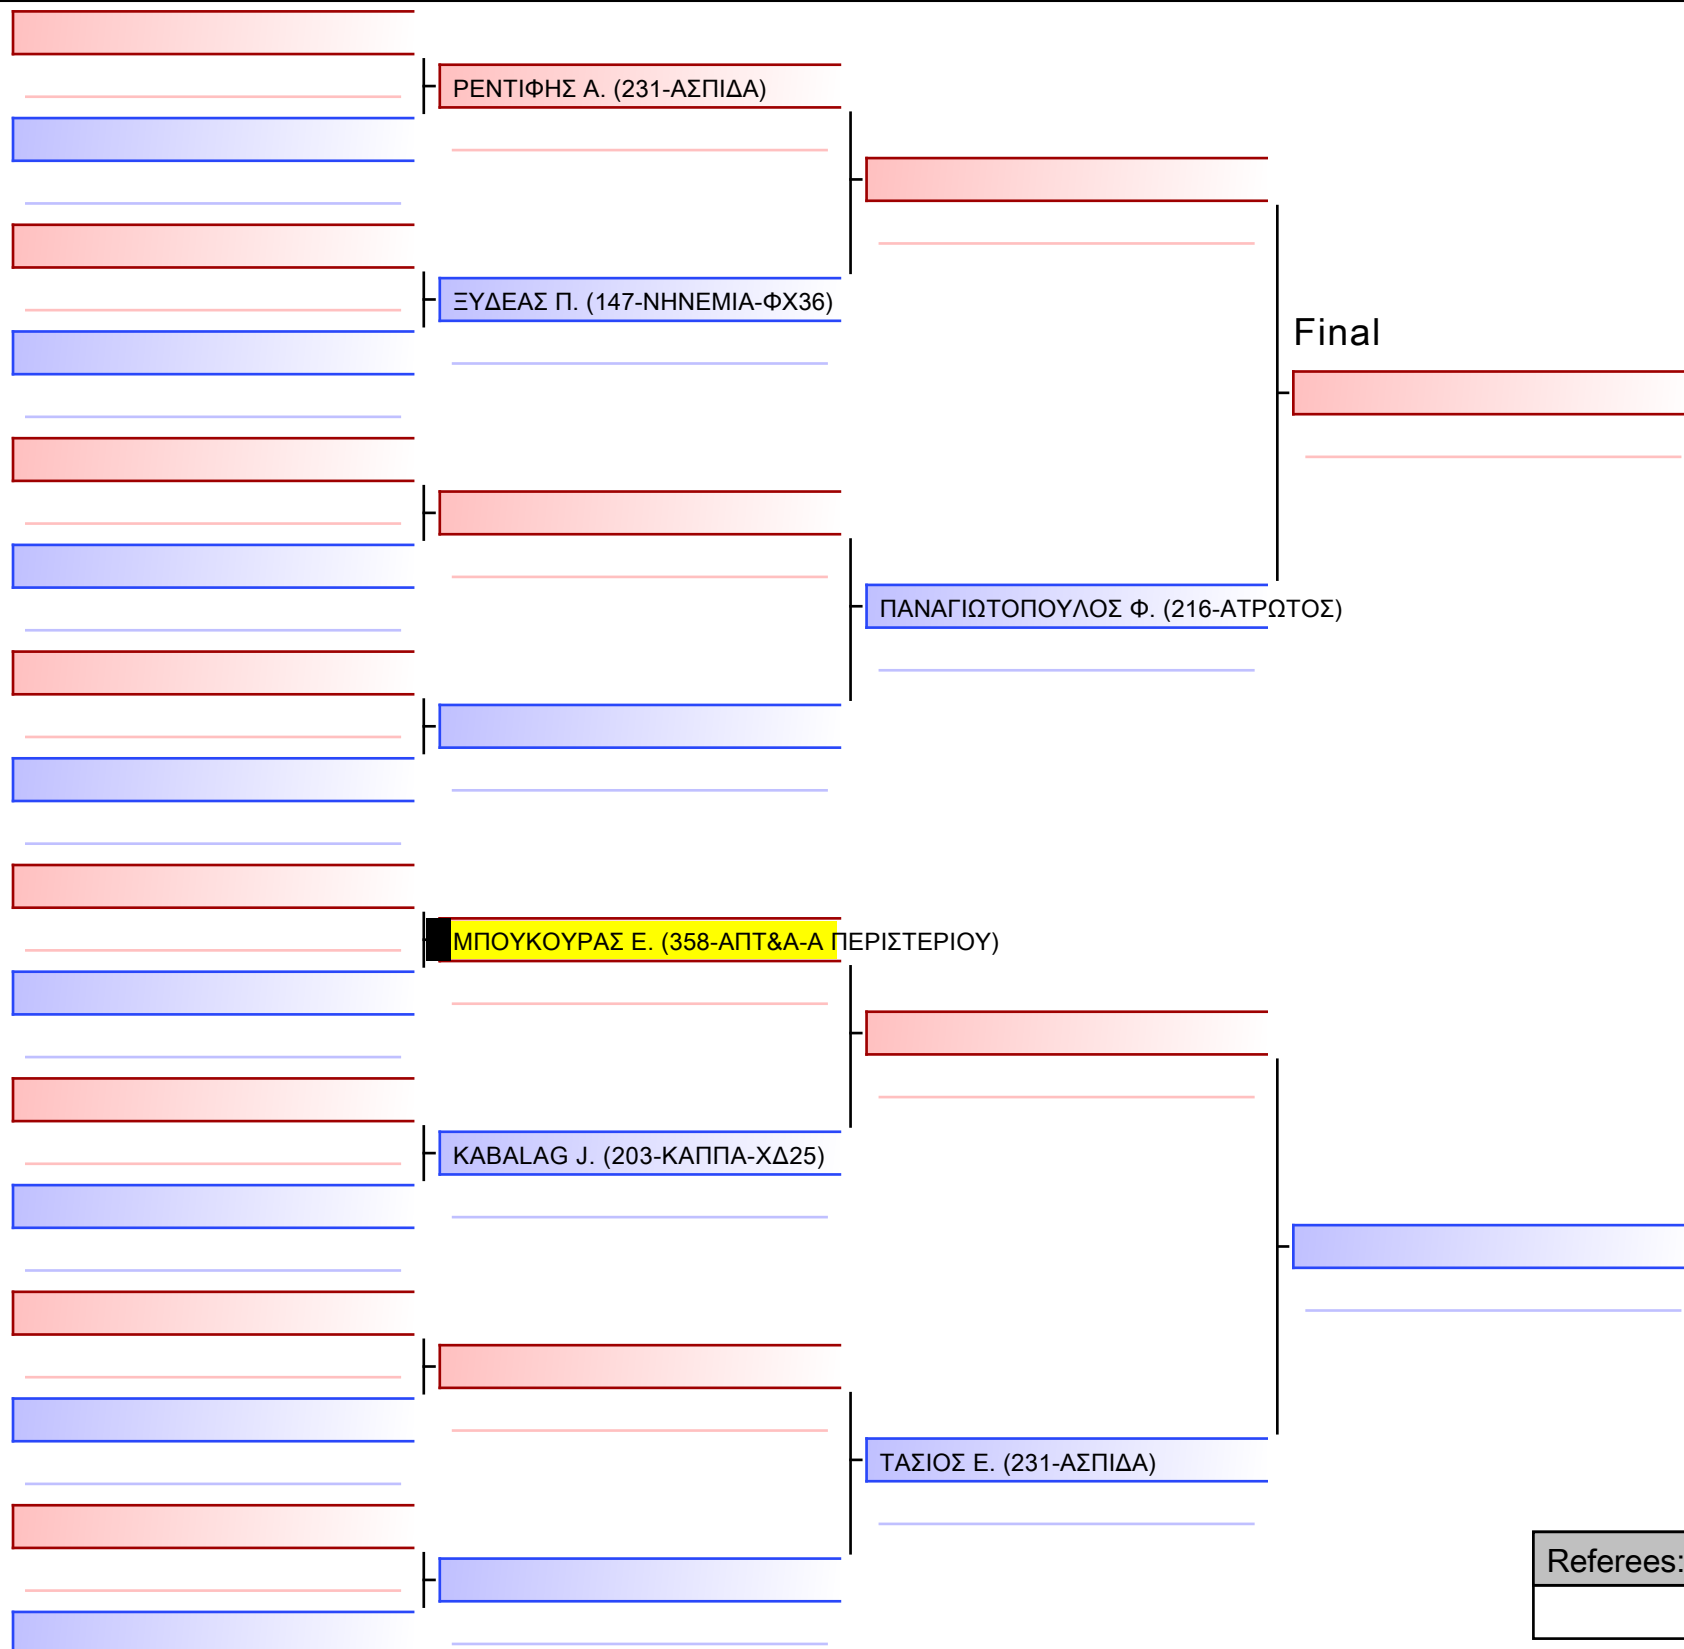 ΡΕΝΤΙΦΗΣ Α. (231-ΑΣΠΙΔΑ)
ΞΥΔΕΑΣ Π. (147-ΝΗΝΕΜΙΑ-ΦΧ36)
Final
ΠΑΝΑΓΙΩΤΟΠΟΥΛΟΣ Φ. (216-ΑΤΡΩΤΟΣ)
ΜΠΟΥΚΟΥΡΑΣ Ε. (358-ΑΠΤ&Α-Α ΠΕΡΙΣΤΕΡΙΟΥ)
KABALAG J. (203-ΚΑΠΠΑ-ΧΔ25)
ΤΑΣΙΟΣ Ε. (231-ΑΣΠΙΔΑ)
Referees: